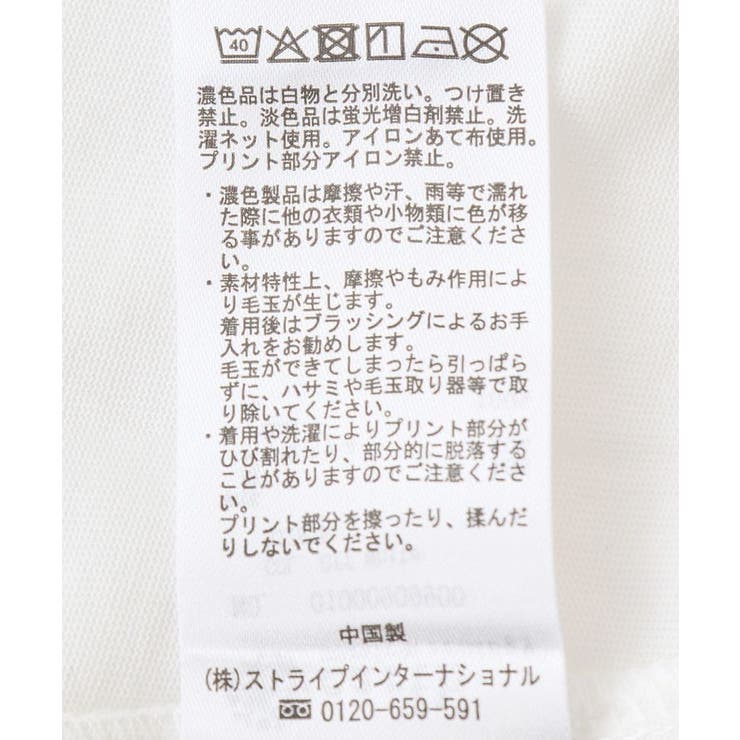 40
濃色品は白物と分別洗い。つけ置き
禁止。淡色品は蛍光増白剤禁止。洗
濯ネット使用。アイロンあて布使用。
プリント部分アイロン禁止。
・濃色製品は摩擦や汗、雨等で濡れ
た際に他の衣類や小物類に色が移
る事がありますのでご注意くださ
い。
・素材特性上、摩擦やもみ作用によ
り毛玉が生じます。
着用後はブラッシングによるお手
入れをお勧めします。
毛玉ができてしまったら引っぱら
ずに、ハサミや毛玉取り器等で取
り除いてください。
・着用や洗濯によりプリント部分が
ひび割れたり、部分的に脱落する
ことがありますのでご注意くださ
い。
プリント部分を擦ったり、揉んだ
りしないでください。
中国製
(株)ストライプインターナショナル
0120-659-591